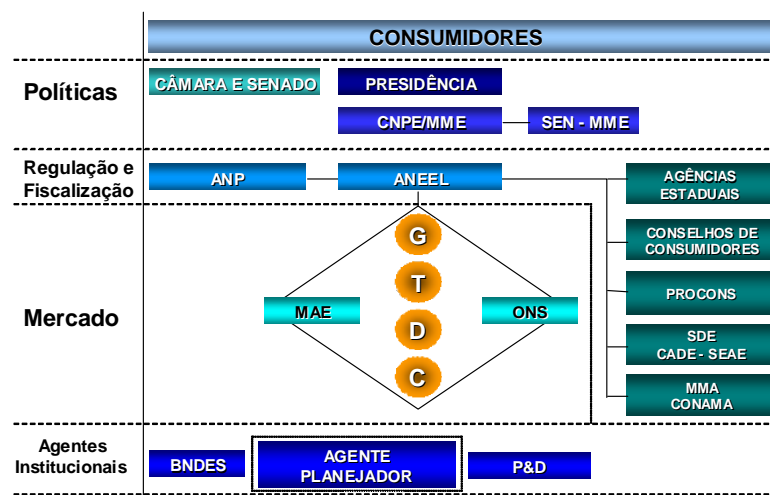 CONSUMIDORES
Políticas
CÂMARA E SENADO
PRESIDÊNCIA
CNPE/MME
SEN - MME
Regulação e
Fiscalização
ANP
ANEEL
AGÊNCIAS
ESTADUAIS
CONSELHOS DE
CONSUMIDORES
PROCONS
SDE
CADE - SEAE
MMA
CONAMA
Mercado
G
T
MAE
ONS
D
C
Agentes
Institucionais
BNDES
AGENTE
PLANEJADOR
P&D